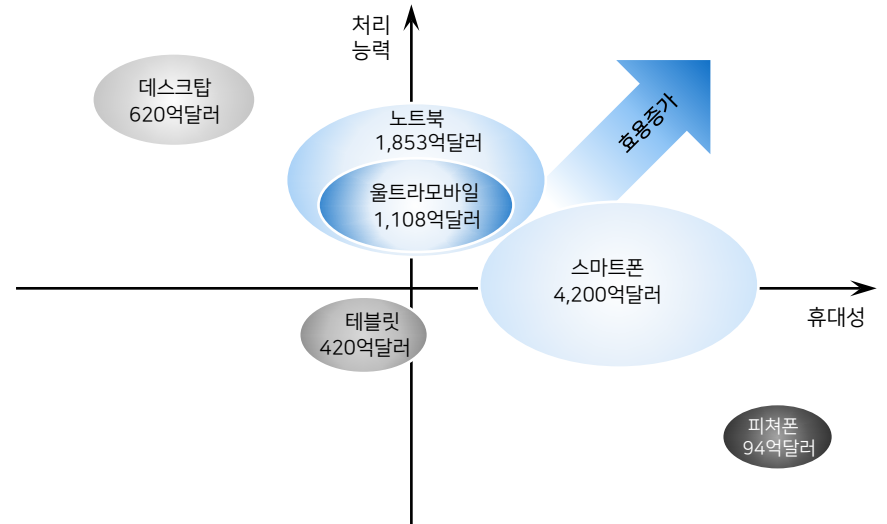 처리
능력
데스크탑
620억달러
노트북
1,853억달러
효용증가
울트라모바일
1,108억달러
스마트폰
4,200억달러
휴대성
테블릿
420억달러
피쳐폰
94억달러